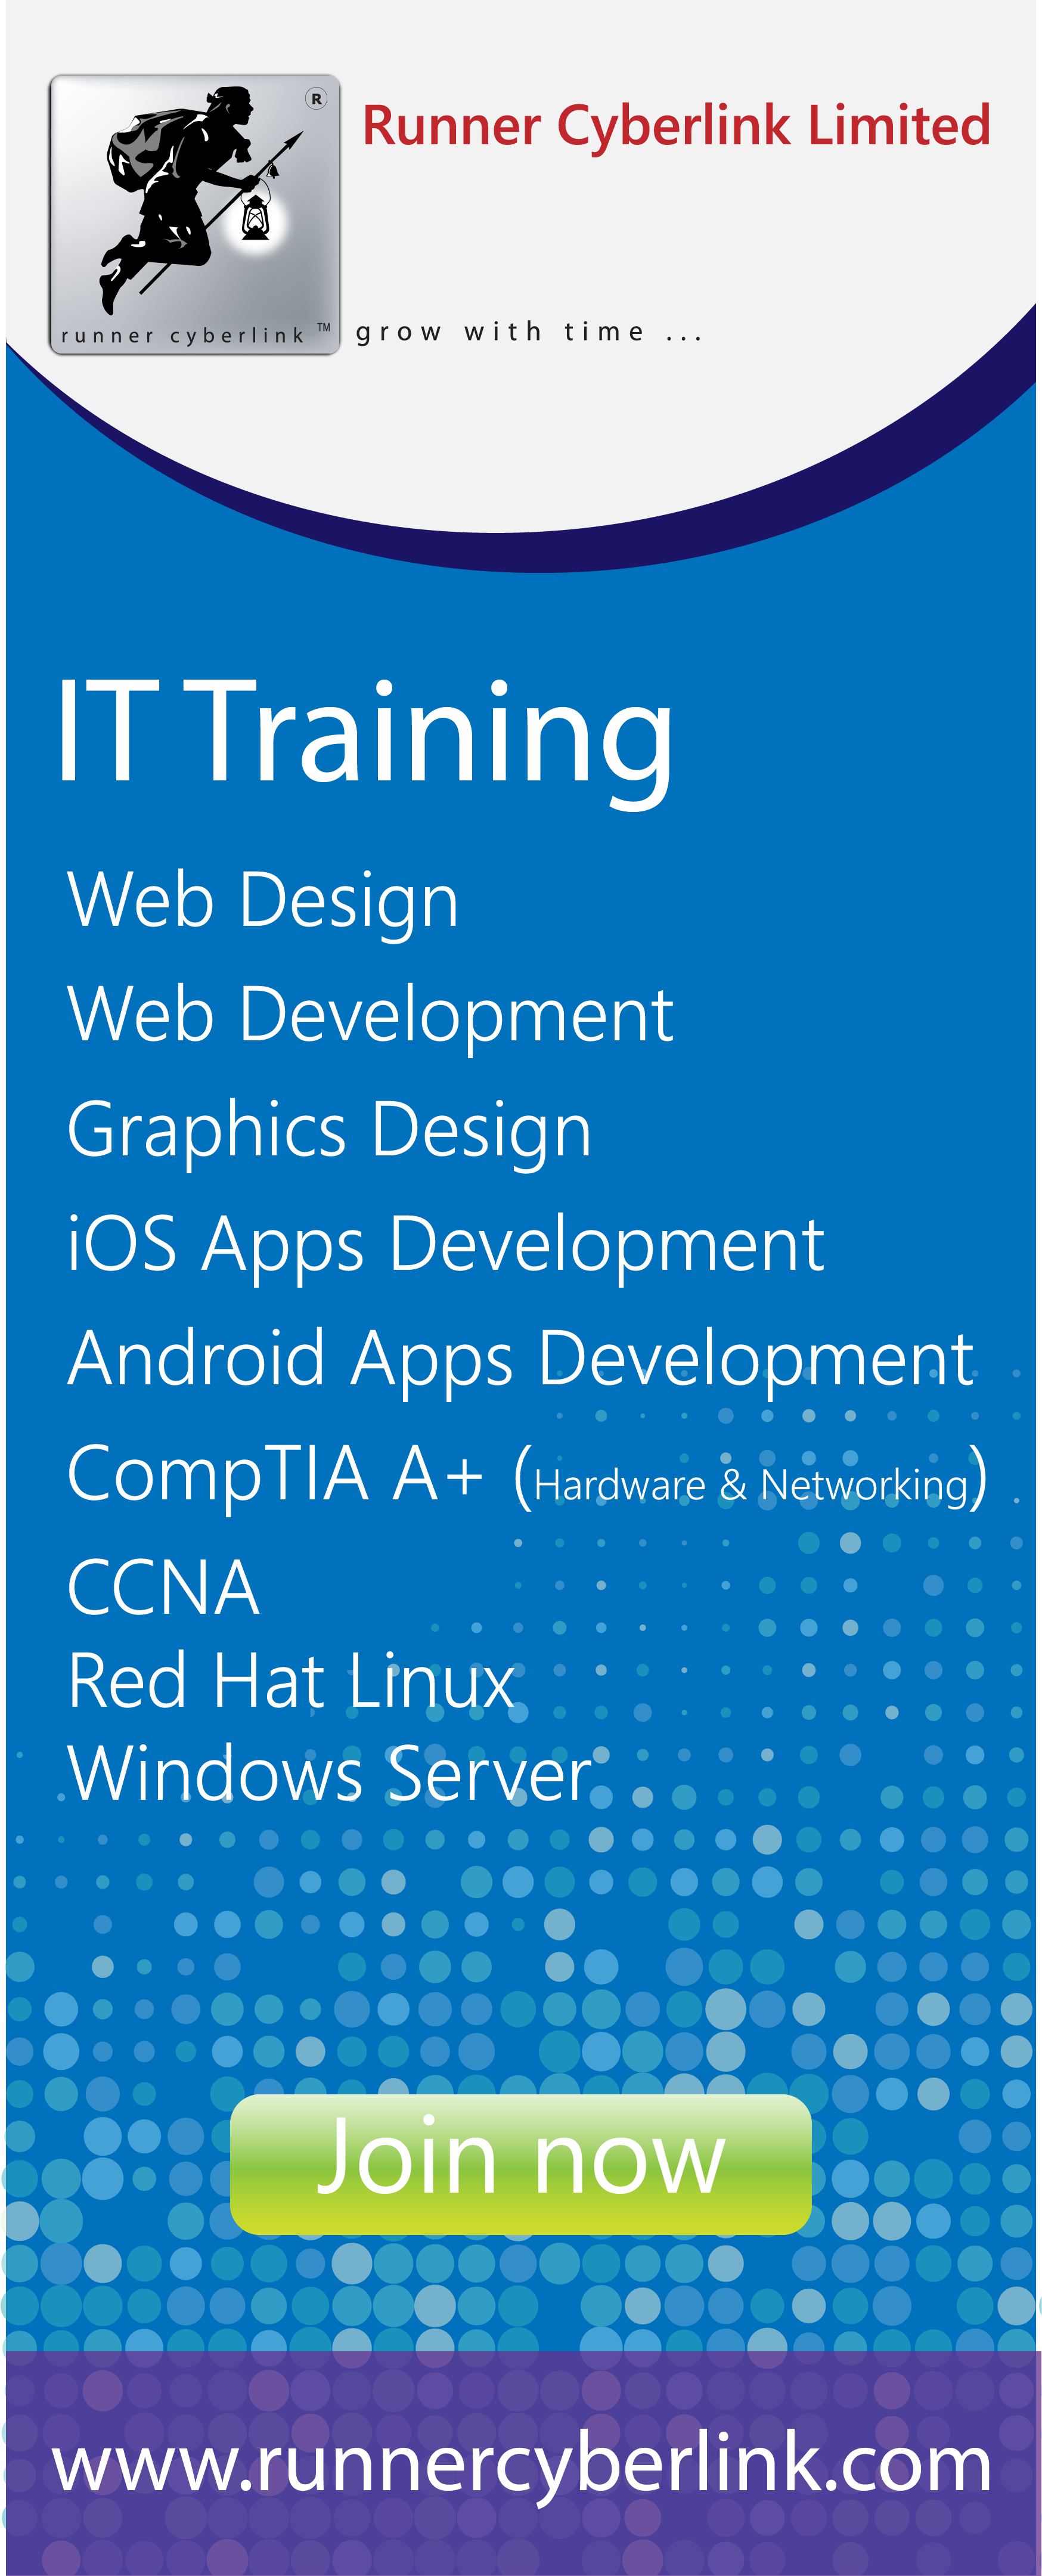 ®
Runner Cyberlink Limited
runner cyberlink ™
grow with time ...
IT Training
Web Design
Web Development
Graphics Design
iOS Apps Development
Android Apps Development
CompTIA A+ (Hardware & Networking)
CCNA
Red Hat Linux
Windows Server
Join now
www.runnercyberlink.com